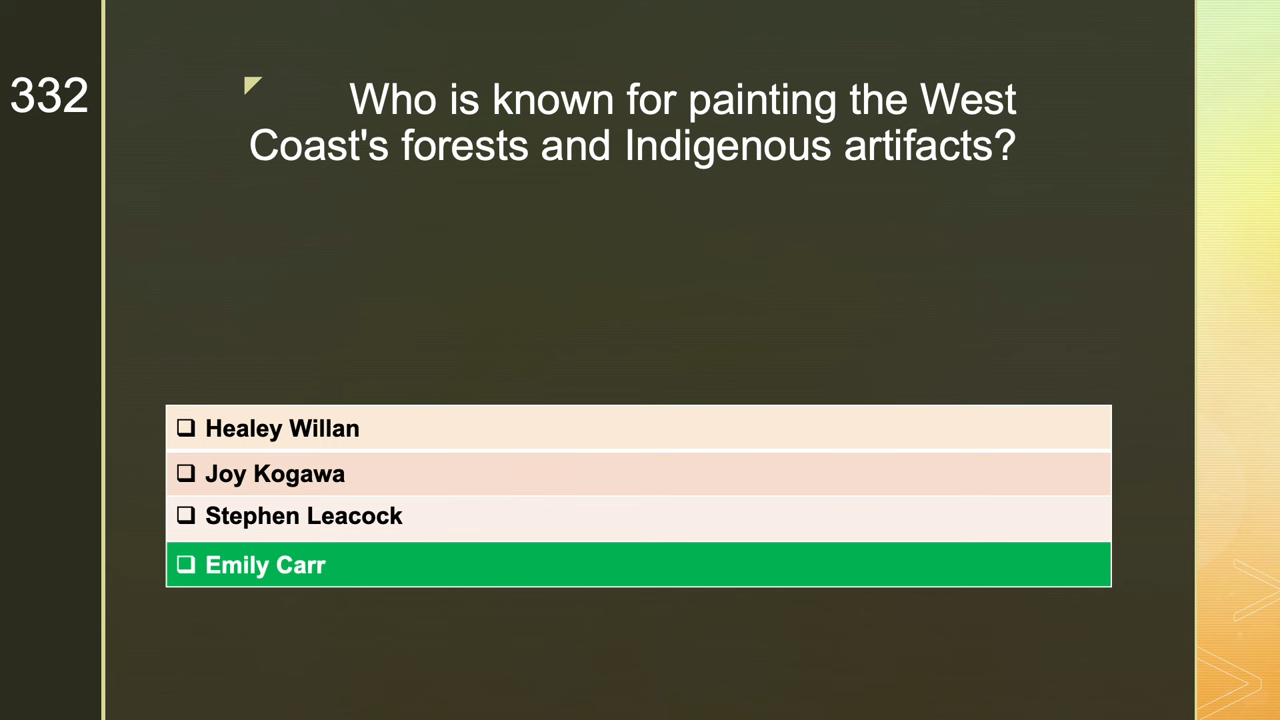 332
Who is known for painting the West
Coast's forests and Indigenous artifacts?
❑ Healey Willan
❑ Joy Kogawa
❑ Stephen Leacock
❑ Emily Carr